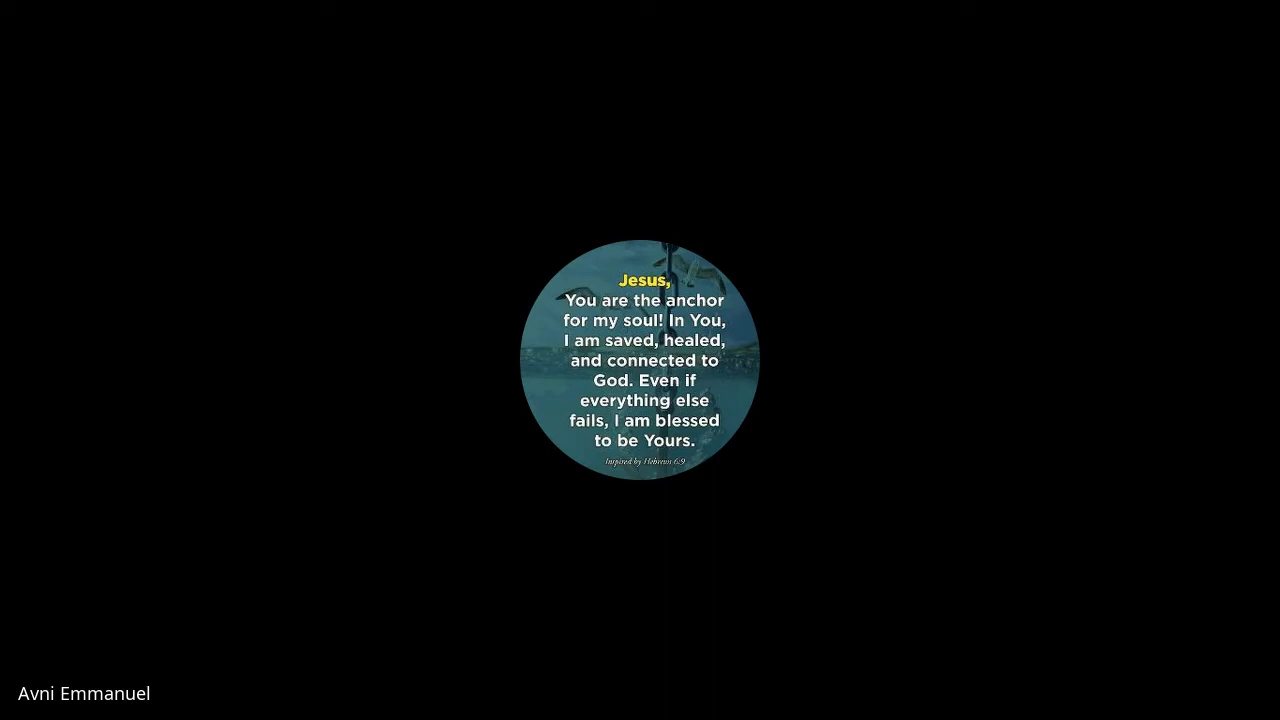 Jesus,
You are the anchor
for my soul! In You,
I am saved, healed,
and connected to
God. Even if
everything else
fails, I am blessed
to be Yours.
Inspired by Hebrews 6:9
Avni Emmanuel